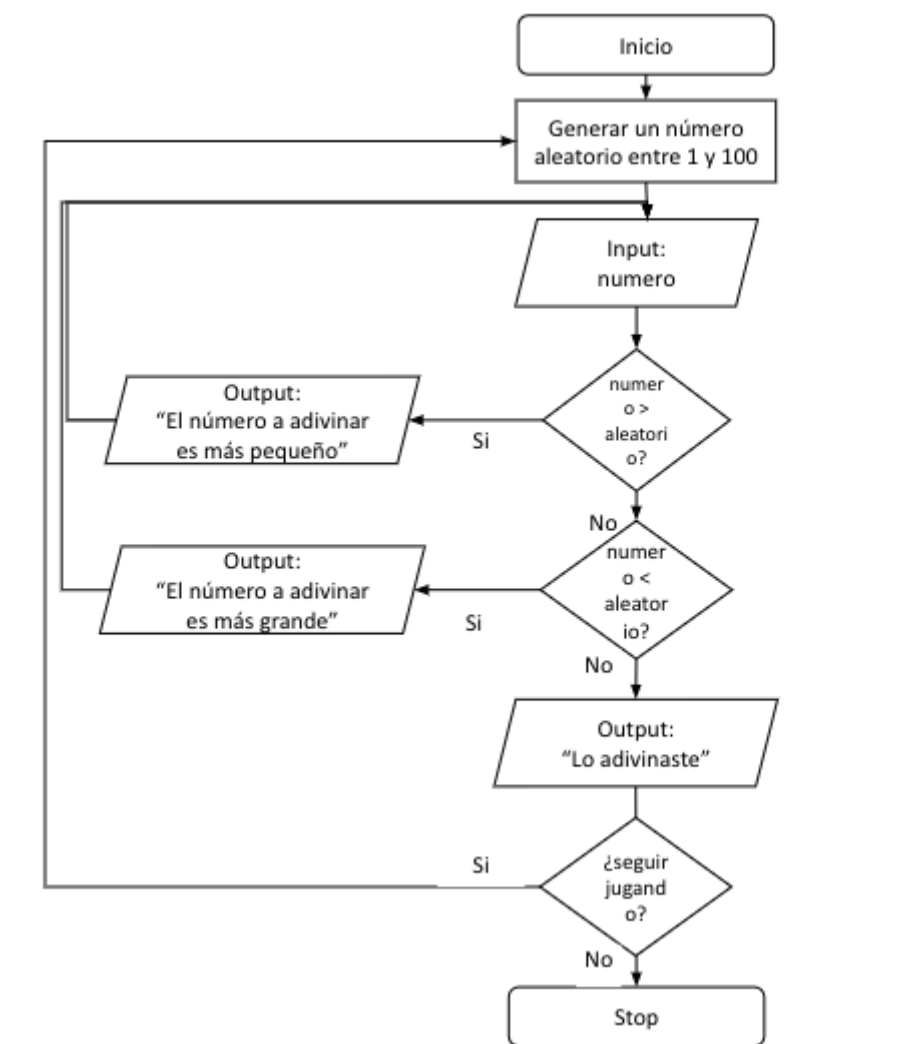 Inicio
Generar un número
aleatorio entre 1 y 100
Input:
numero
numer
o >
aleatori
o?
Si
Output:
“El número a adivinar
es más pequeño”
No
numer
o <
aleator
io?
Si
Output:
“El número a adivinar
es más grande”
No
Output:
“Lo adivinaste”
¿seguir
jugand
o?
Si
No
Stop